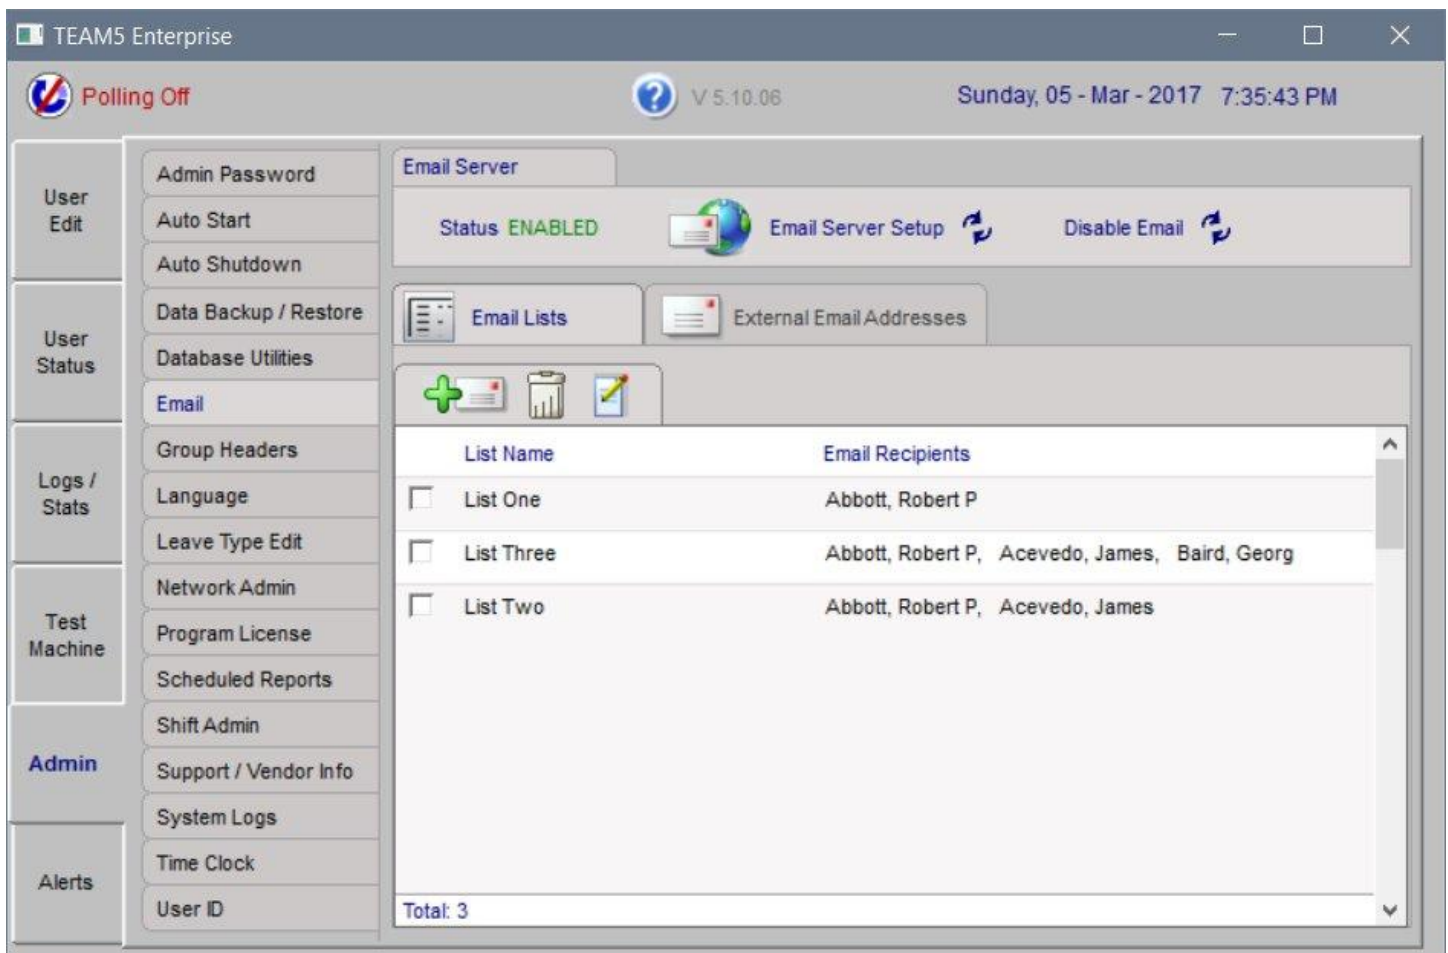 TEAM5 Enterprise
Polling Off
V 5.10.06
Sunday, 05 - Mar - 2017 7:35:43 PM
User
Edit
User
Status
Logs /
Stats
Test
Machine
Admin
Alerts
Admin Password
Auto Start
Auto Shutdown
Data Backup / Restore
Database Utilities
Email
Group Headers
Language
Leave Type Edit
Network Admin
Program License
Scheduled Reports
Shift Admin
Support / Vendor Info
System Logs
Time Clock
User ID
Email Server
Status ENABLED Email Server Setup Disable Email
Email Lists External Email Addresses
List Name Email Recipients
List One Abbott, Robert P
List Three Abbott, Robert P, Acevedo, James, Baird, Georg
List Two Abbott, Robert P, Acevedo, James
Total: 3